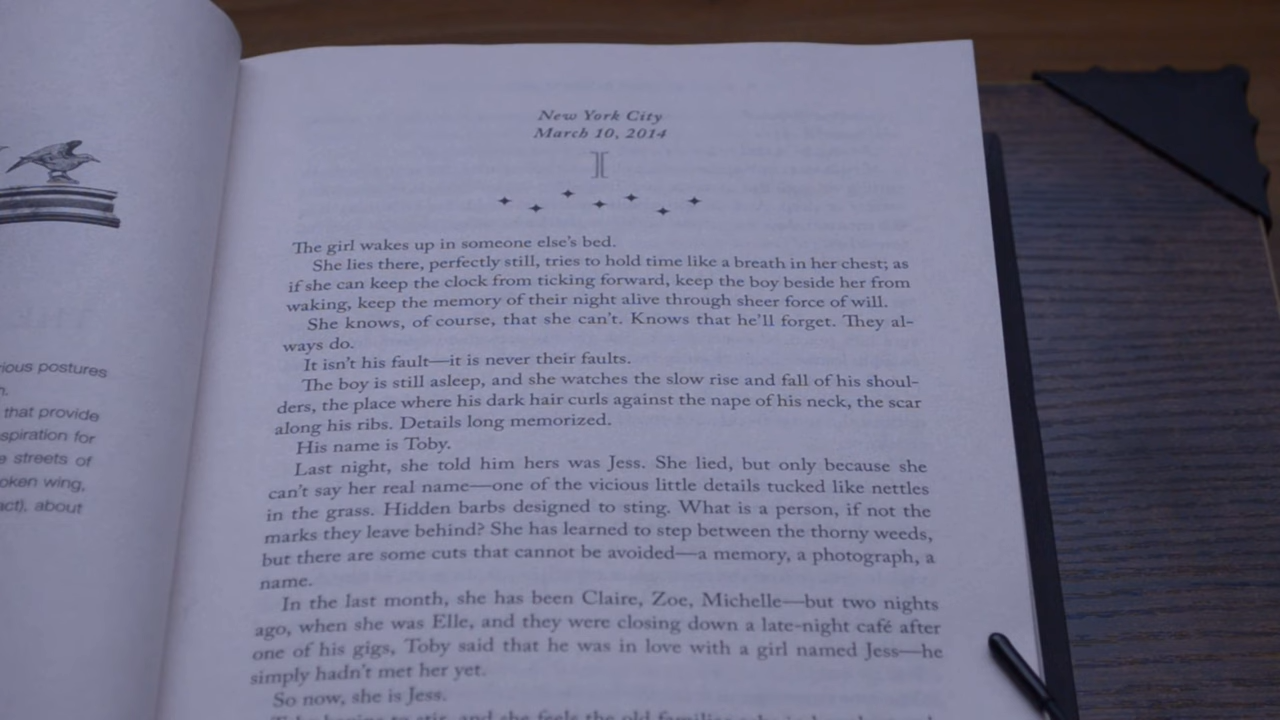 ious postures
n.
that provide
spiration for
e streets of
oken wing,
act), about
New York City
March 10, 2014
I
The girl wakes up in someone else's bed.
She lies there, perfectly still, tries to hold time like a breath in her chest; as
if she can keep the clock from ticking forward, keep the boy beside her from
waking, keep the memory of their night alive through sheer force of will.
She knows, of course, that she can't. Knows that he'll forget. They al-
ways do.
It isn't his fault—it is never their faults.
The boy is still asleep, and she watches the slow rise and fall of his shoul-
ders, the place where his dark hair curls against the nape of his neck, the scar
along his ribs. Details long memorized.
His name is Toby.
Last night, she told him hers was Jess. She lied, but only because she
can't say her real name—one of the vicious little details tucked like nettles
in the grass. Hidden barbs designed to sting. What is a person, if not the
marks they leave behind? She has learned to step between the thorny weeds,
but there are some cuts that cannot be avoided—a memory, a photograph, a
name.
In the last month, she has been Claire, Zoe, Michelle—but two nights
ago, when she was Elle, and they were closing down a late-night café after
one of his gigs, Toby said that he was in love with a girl named Jess—he
simply hadn't met her yet.
So now, she is Jess.